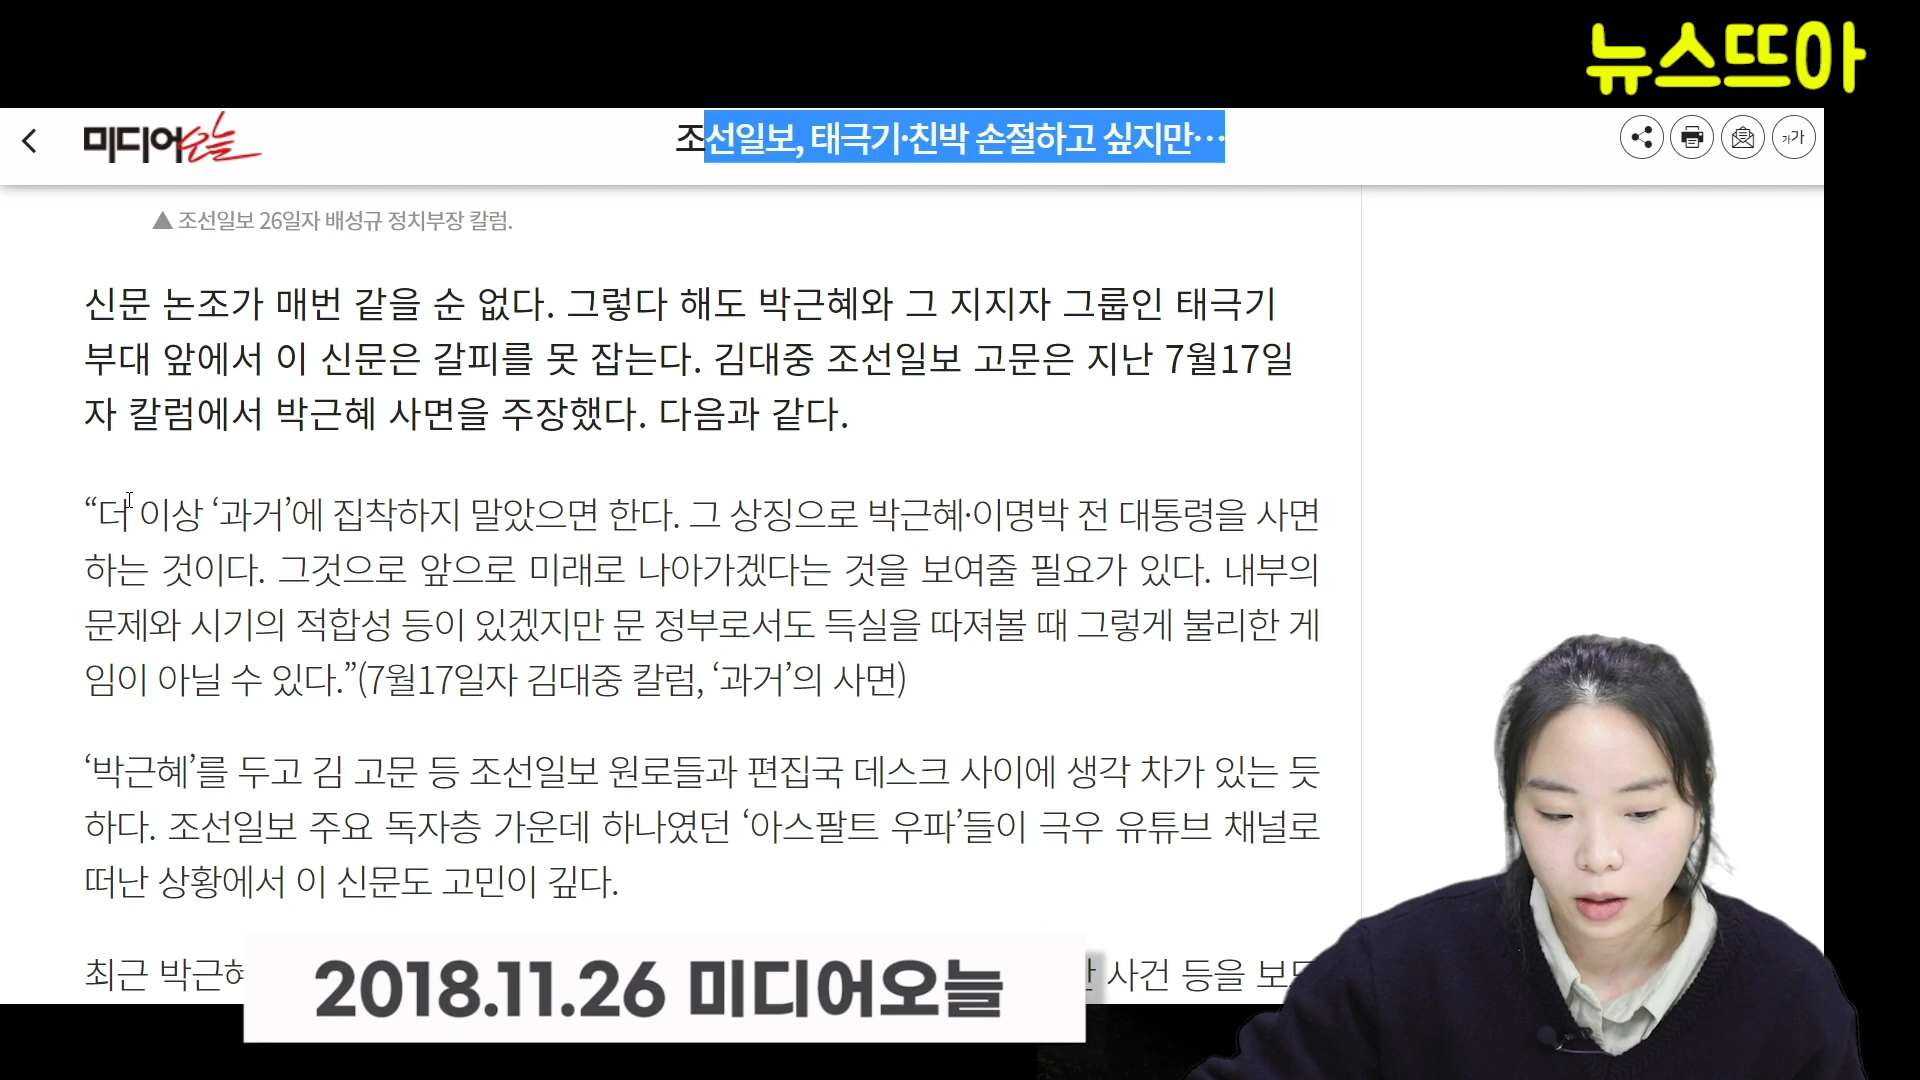 뉴스뜨아
미디어오늘
조선일보, 태극기·친박 손절하고 싶지만…
가가
▲ 조선일보 26일자 배성규 정치부장 칼럼.
신문 논조가 매번 같을 순 없다. 그렇다 해도 박근혜와 그 지지자 그룹인 태극기
부대 앞에서 이 신문은 갈피를 못 잡는다. 김대중 조선일보 고문은 지난 7월17일
자 칼럼에서 박근혜 사면을 주장했다. 다음과 같다.
“더 이상 ‘과거’에 집착하지 말았으면 한다. 그 상징으로 박근혜·이명박 전 대통령을 사면
하는 것이다. 그것으로 앞으로 미래로 나아가겠다는 것을 보여줄 필요가 있다. 내부의
문제와 시기의 적합성 등이 있겠지만 문 정부로서도 득실을 따져볼 때 그렇게 불리한 게
임이 아닐 수 있다.”(7월17일자 김대중 칼럼, ‘과거’의 사면)
‘박근혜’를 두고 김 고문 등 조선일보 원로들과 편집국 데스크 사이에 생각 차가 있는 듯
하다. 조선일보 주요 독자층 가운데 하나였던 ‘아스팔트 우파’들이 극우 유튜브 채널로
떠난 상황에서 이 신문도 고민이 깊다.
최근 박근혜 사건 등을 보도
2018.11.26 미디어오늘